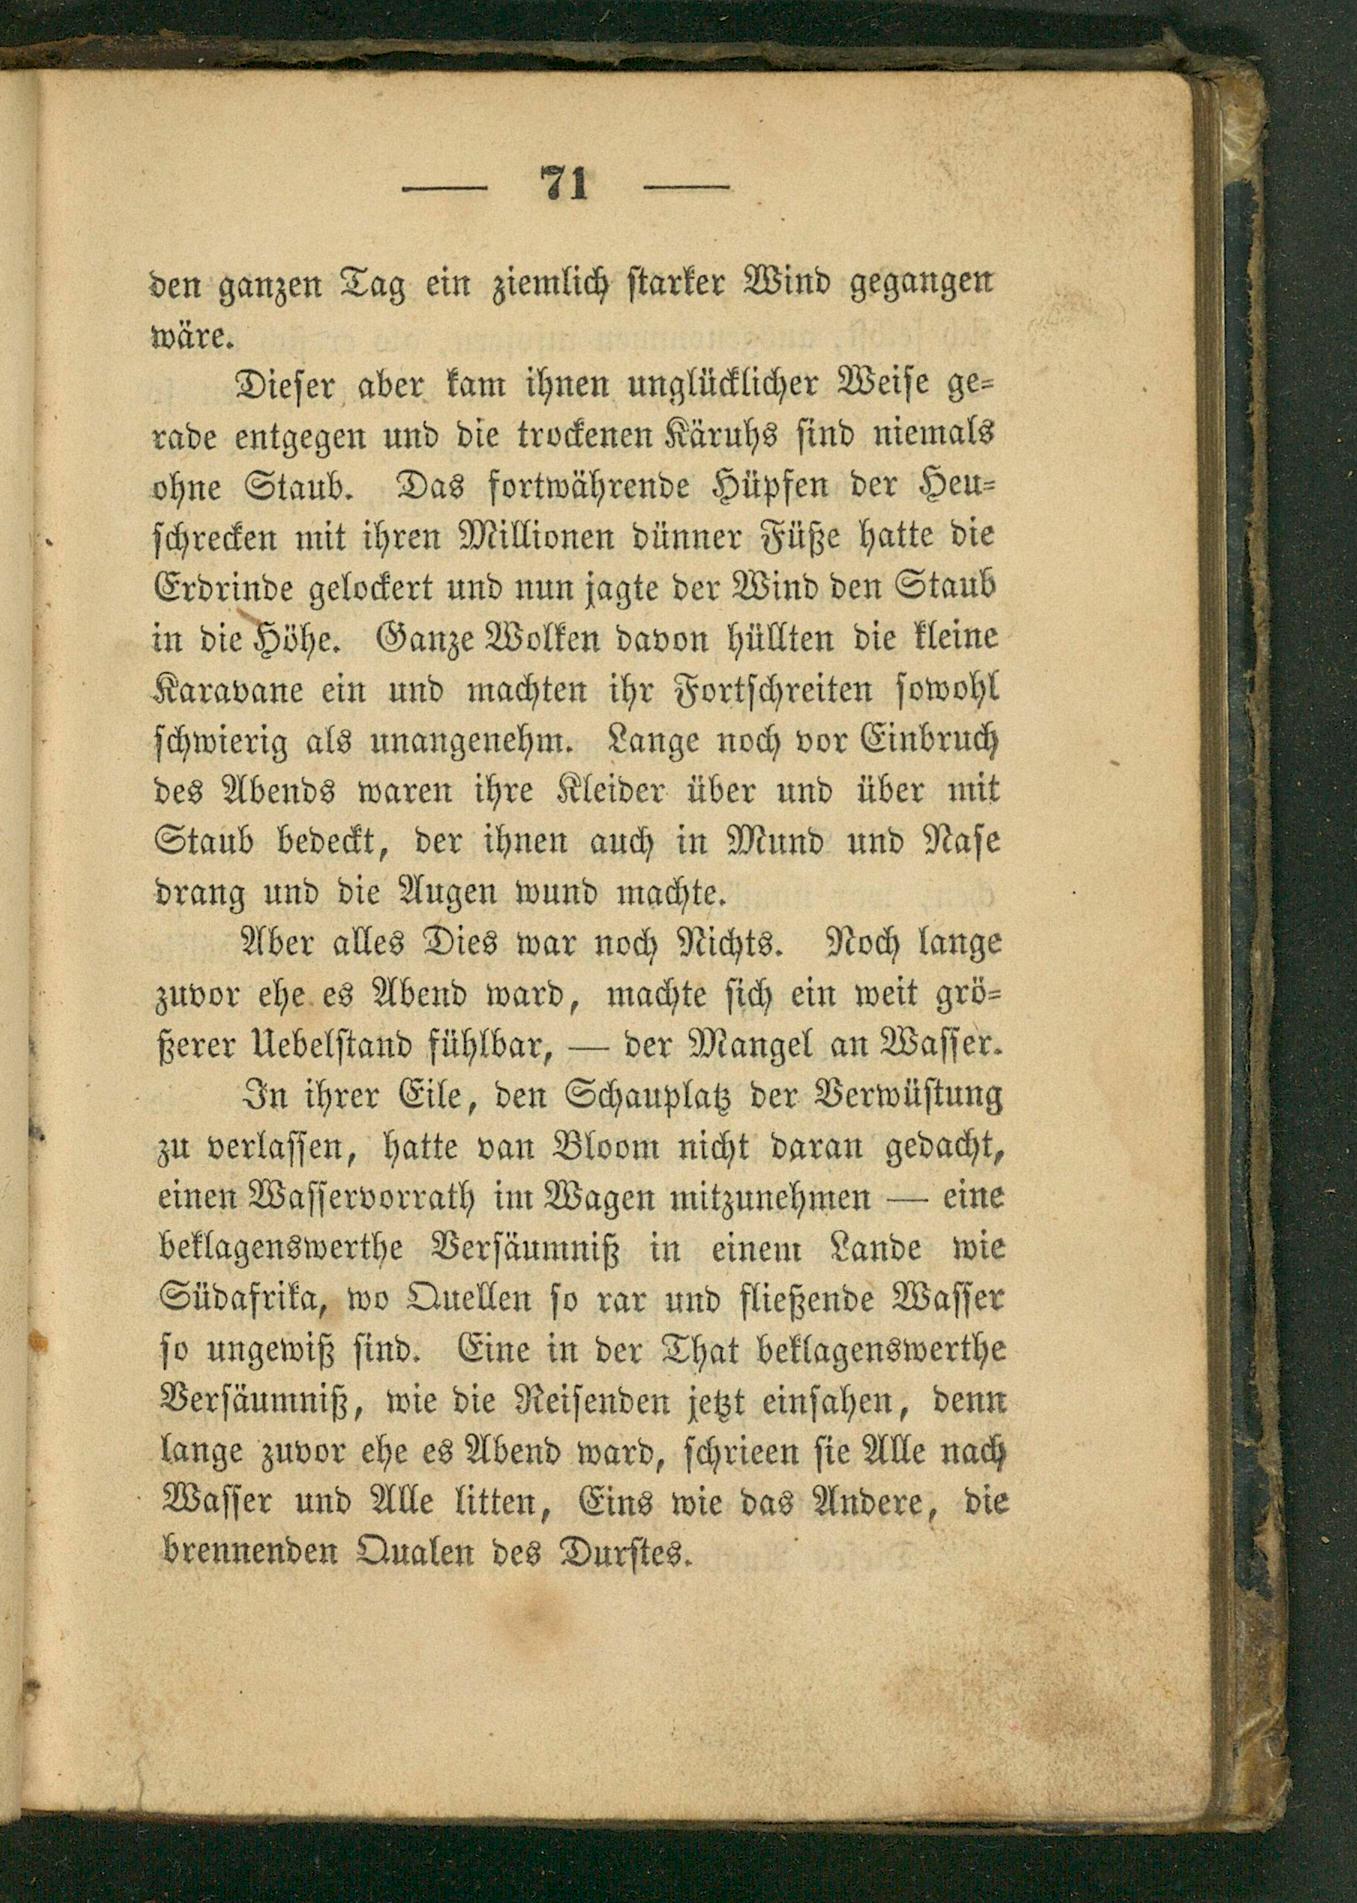 — 71 —
den ganzen Tag ein ziemlich starker Wind gegangen
wäre.
Dieser aber kam ihnen unglücklicher Weise ge-
rade entgegen und die trockenen Käruhs sind niemals
ohne Staub. Das fortwährende Hüpfen der Heu-
schrecken mit ihren Millionen dünner Füße hatte die
Erdrinde gelockert und nun jagte der Wind den Staub
in die Höhe. Ganze Wolken davon hüllten die kleine
Karavane ein und machten ihr Fortschreiten sowohl
schwierig als unangenehm. Lange noch vor Einbruch
des Abends waren ihre Kleider über und über mit
Staub bedeckt, der ihnen auch in Mund und Nase
drang und die Augen wund machte.
Aber alles Dies war noch Nichts. Noch lange
zuvor ehe es Abend ward, machte sich ein weit grö-
ßerer Uebelstand fühlbar, — der Mangel an Wasser.
In ihrer Eile, den Schauplatz der Verwüstung
zu verlassen, hatte van Bloom nicht daran gedacht,
einen Wasservorrath im Wagen mitzunehmen — eine
beklagenswerthe Versäumniß in einem Lande wie
Südafrika, wo Quellen so rar und fließende Wasser
so ungewiß sind. Eine in der That beklagenswerthe
Versäumniß, wie die Reisenden jetzt einsahen, denn
lange zuvor ehe es Abend ward, schrieen sie Alle nach
Wasser und Alle litten, Eins wie das Andere, die
brennenden Qualen des Durstes.